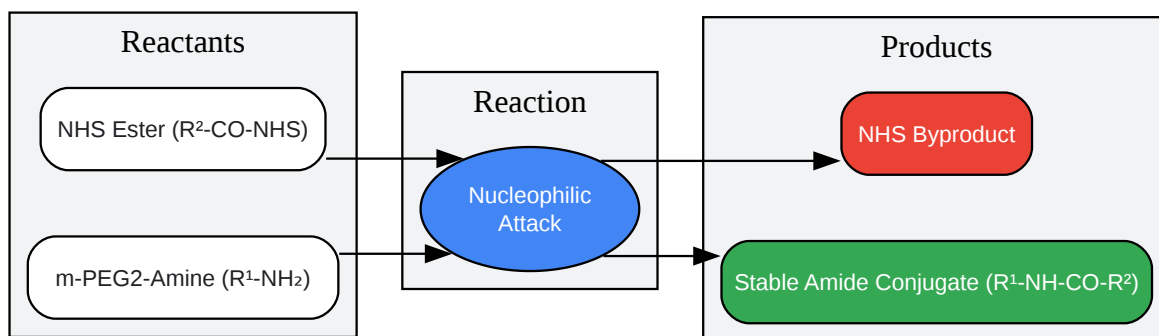 Reactants
NHS Ester (R²-CO-NHS)
m-PEG2-Amine (R¹-NH₂)
Reaction
Nucleophilic
Attack
Products
NHS Byproduct
Stable Amide Conjugate (R¹-NH-CO-R²)